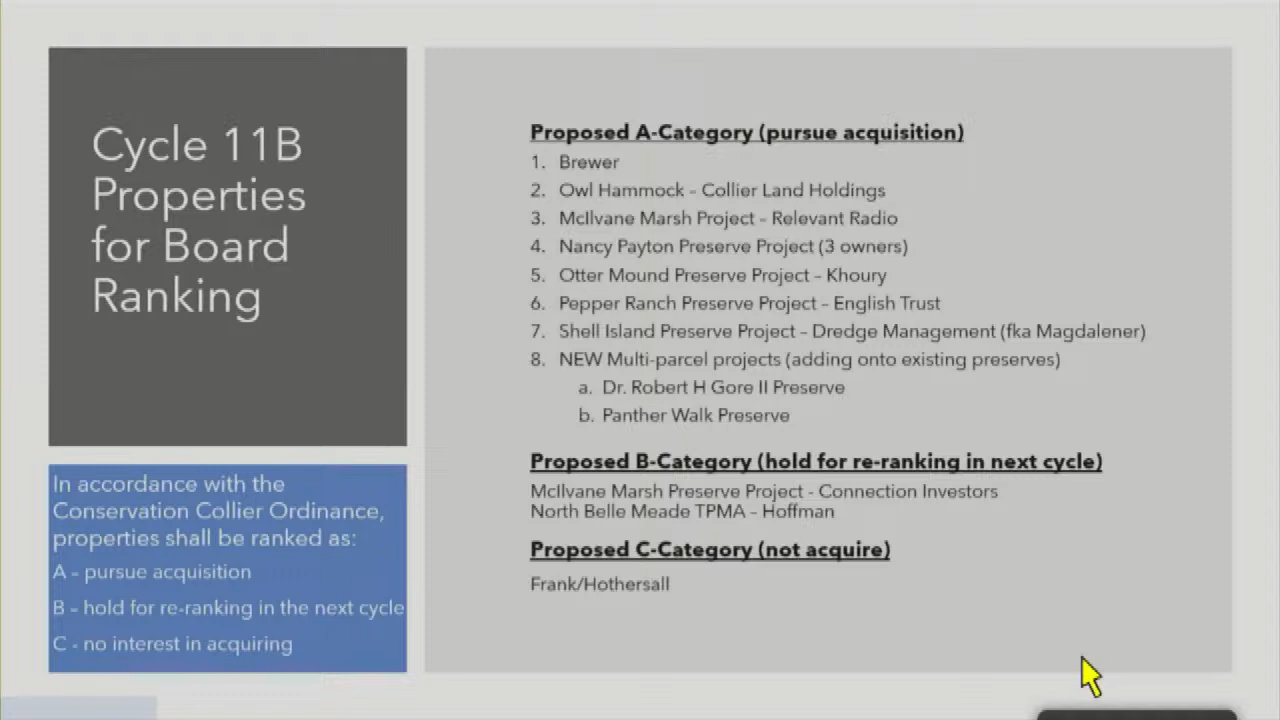 Cycle 11B
Properties
for Board
Ranking
In accordance with the
Conservation Collier Ordinance,
properties shall be ranked as:
A - pursue acquisition
B - hold for re-ranking in the next cycle
C - no interest in acquiring
Proposed A-Category (pursue acquisition)
1. Brewer
2. Owl Hammock - Collier Land Holdings
3. McIlvane Marsh Project - Relevant Radio
4. Nancy Payton Preserve Project (3 owners)
5. Otter Mound Preserve Project - Khoury
6. Pepper Ranch Preserve Project - English Trust
7. Shell Island Preserve Project - Dredge Management (fka Magdalener)
8. NEW Multi-parcel projects (adding onto existing preserves)
a. Dr. Robert H Gore II Preserve
b. Panther Walk Preserve
Proposed B-Category (hold for re-ranking in next cycle)
McIlvane Marsh Preserve Project - Connection Investors
North Belle Meade TPMA - Hoffman
Proposed C-Category (not acquire)
Frank/Hothersall